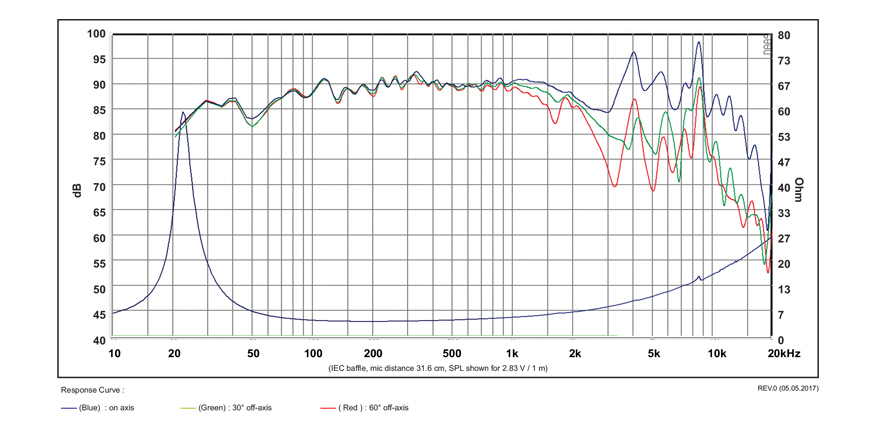 100 80
95 73
90 67
85 60
80 53
75 47
70 40
65 33
60 27
55 20
50 13
45 7
40 0
dB
Ohm
10 20 50 100 200 500 1k 2k 5k 10k 20kHz
(IEC baffle, mic distance 31.6 cm, SPL shown for 2.83 V / 1 m)
Response Curve : REV.0 (05.05.2017)
(Blue) : on axis (Green) : 30° off-axis ( Red ) : 60° off-axis